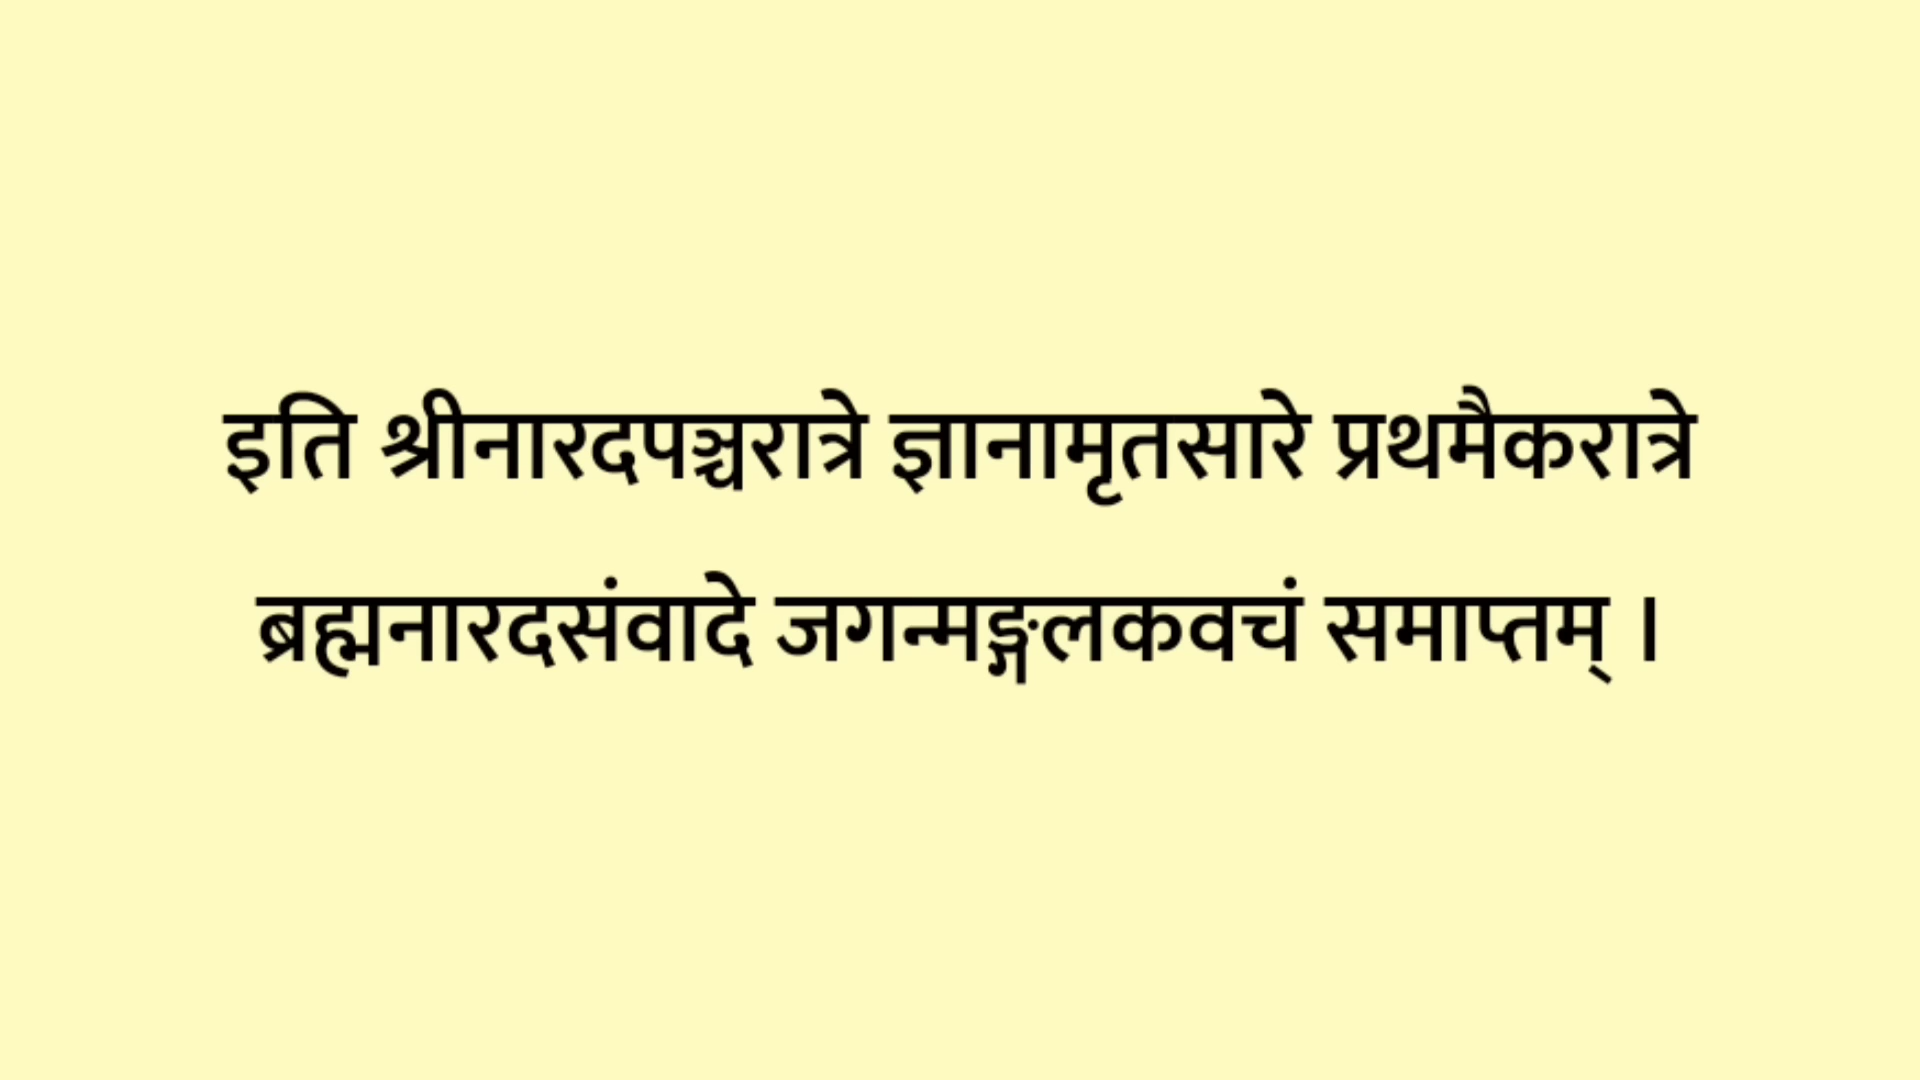 इति श्रीनारदपञ्चरात्रे ज्ञानामृतसारे प्रथमैकरात्रे
ब्रह्मनारदसंवादे जगन्मङ्गलकवचं समाप्तम् ।